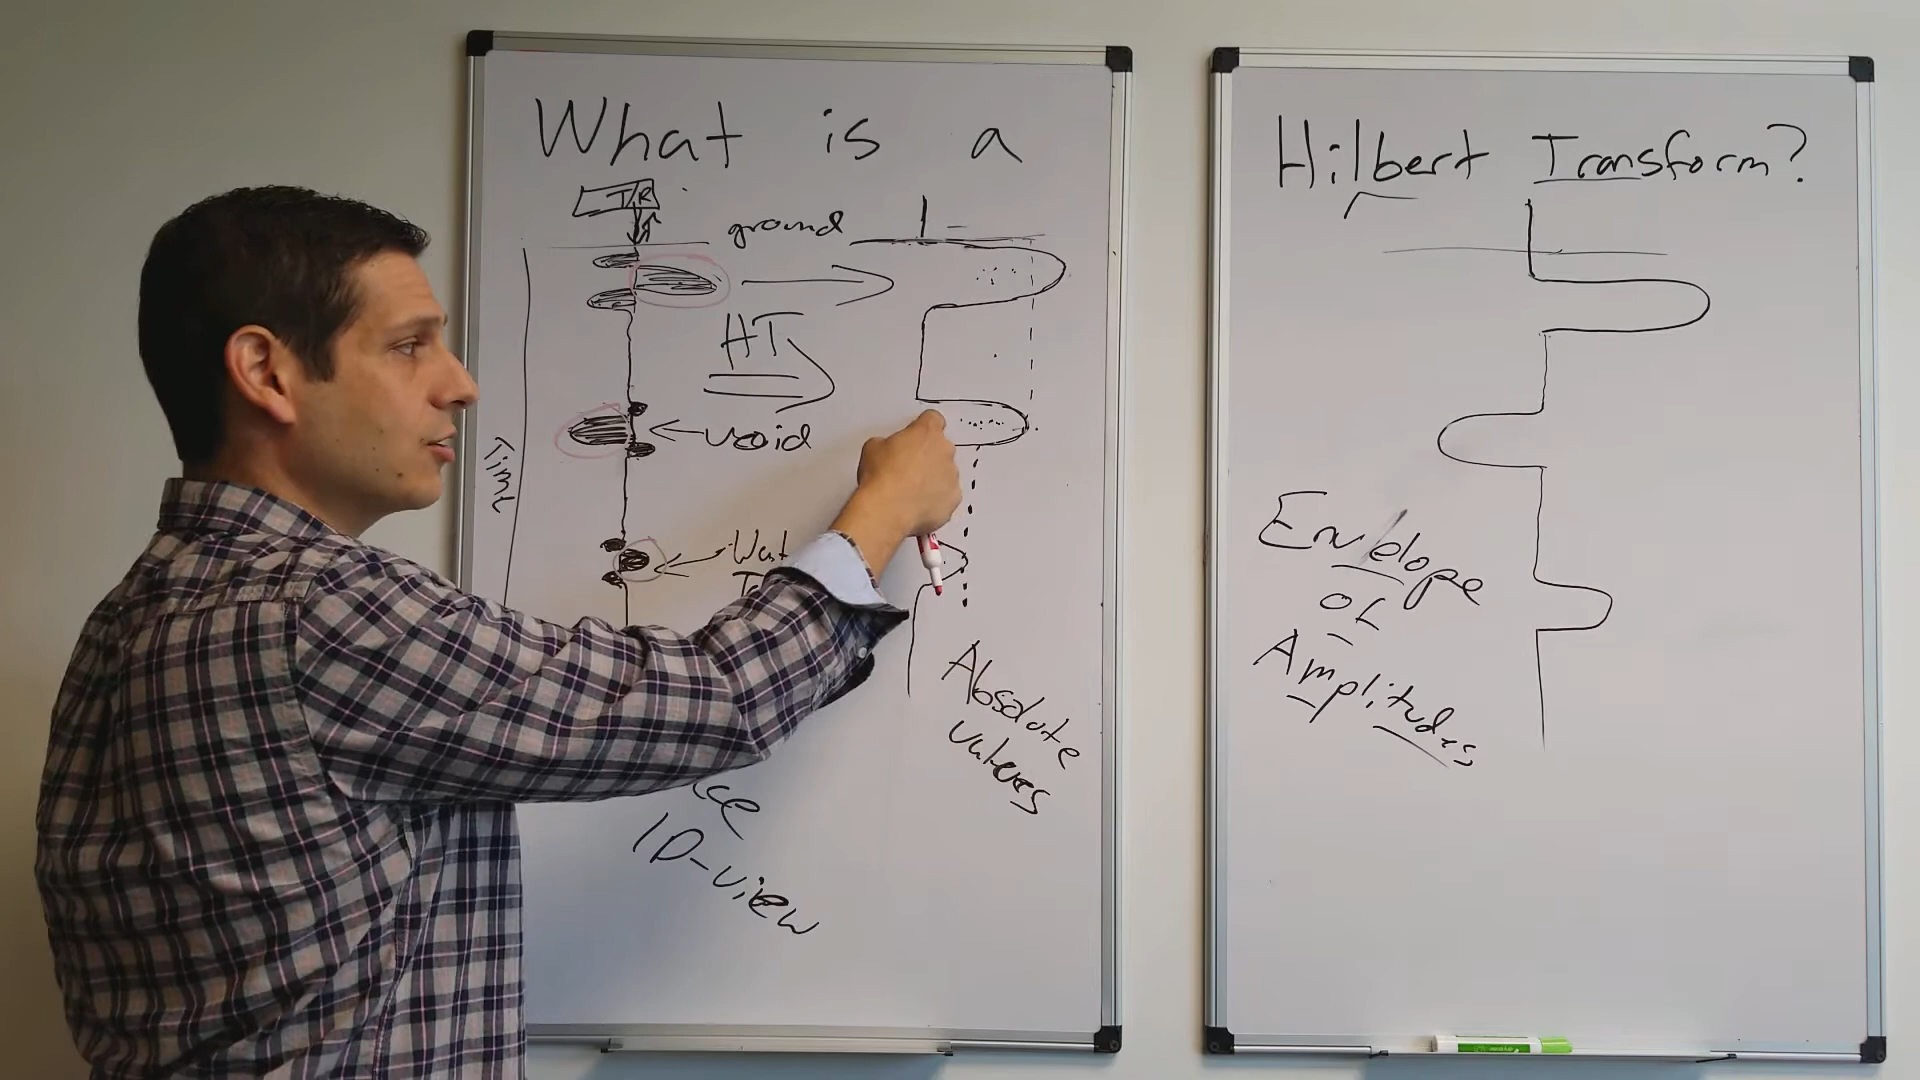 What is a
T/R
ground
HT
void
Time
1D-view
Absolute
values
Hilbert Transform?
Envelope
of
Amplitudes